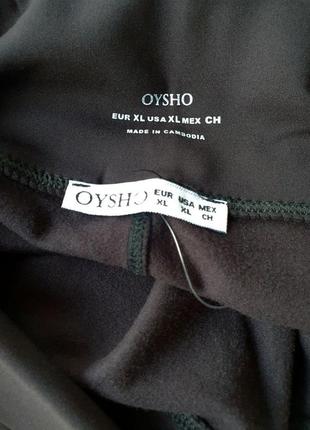 OYSHO
EUR XL USA XL MEX CH
MADE IN CAMBODIA
OYSHO EUR USA MEX
XL XL CH